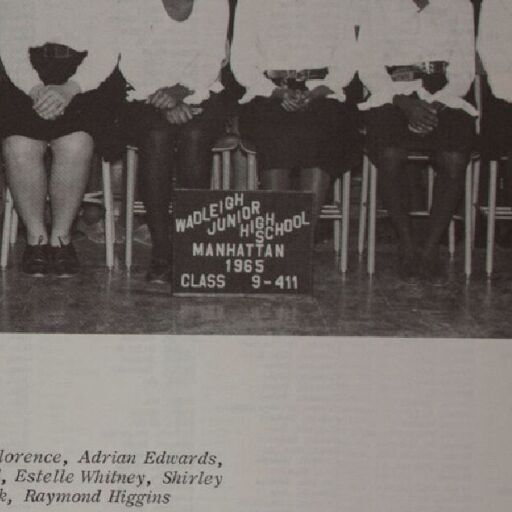 WADLEIGH
JUNIOR
HIGH
SCHOOL
MANHATTAN
1965
CLASS 9-411
lorence, Adrian Edwards,
, Estelle Whitney, Shirley
k, Raymond Higgins